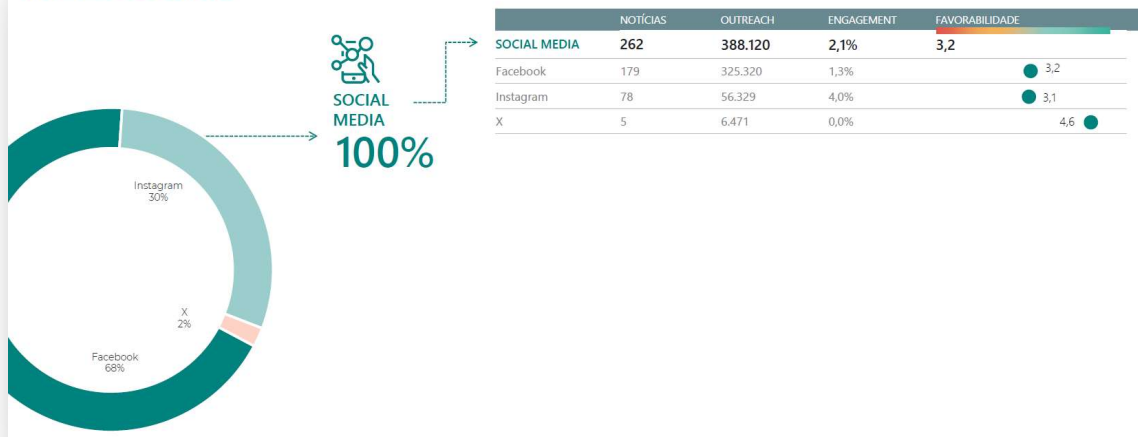 NOTÍCIAS OUTREACH ENGAGEMENT FAVORABILIDADE
SOCIAL MEDIA 262 388.120 2,1% 3,2
Facebook 179 325.320 1,3% 3,2
Instagram 78 56.329 4,0% 3,1
X 5 6.471 0,0% 4,6
SOCIAL
MEDIA
100%
Instagram
30%
X
2%
Facebook
68%